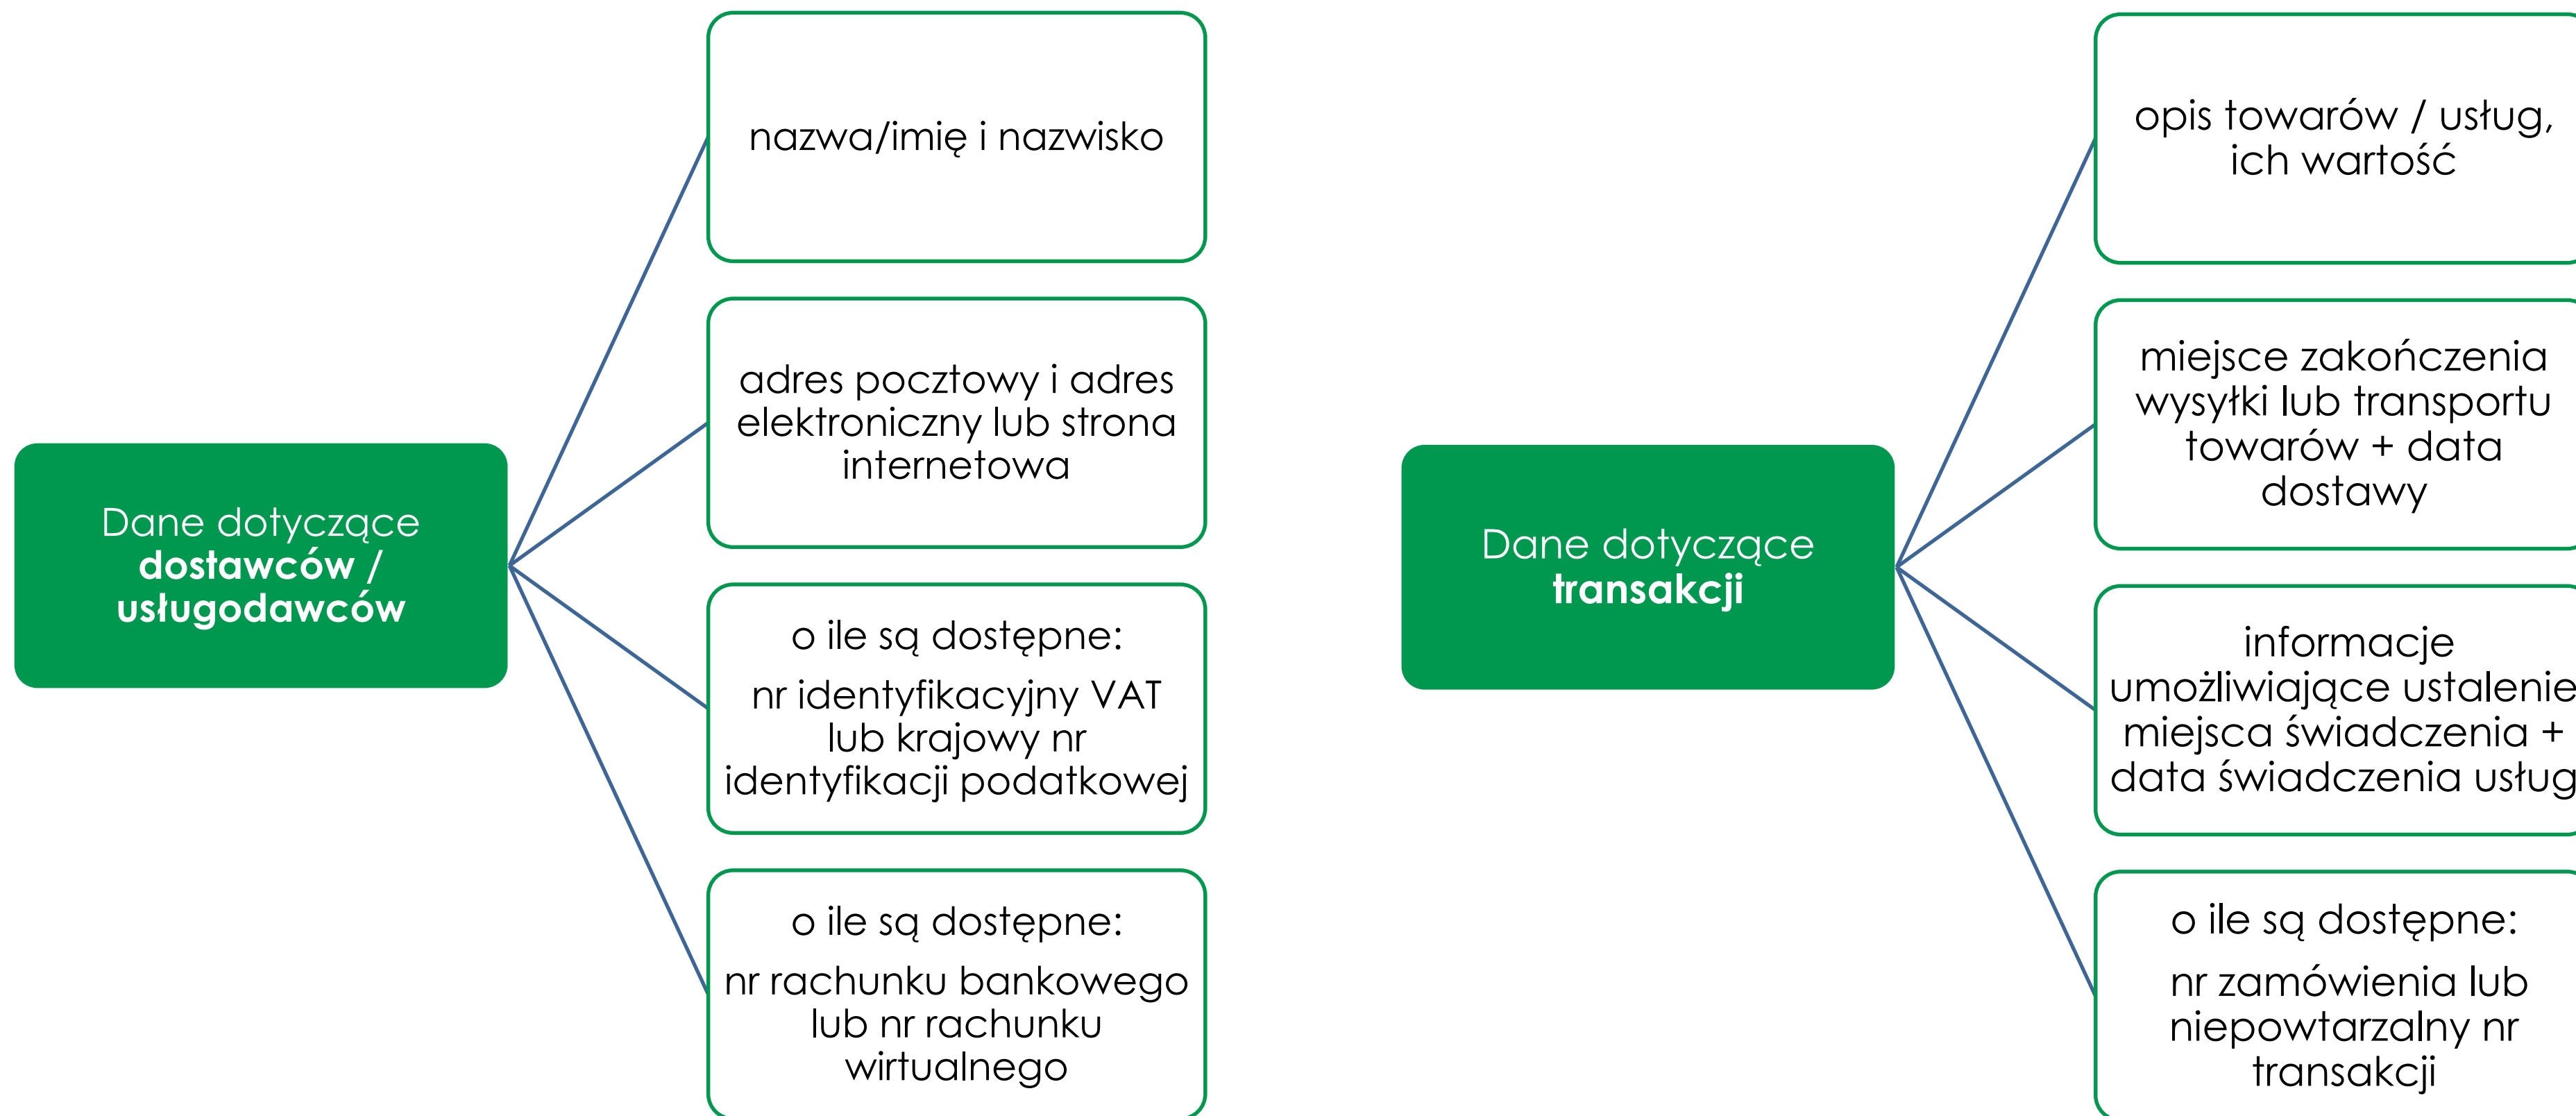 Dane dotyczące
dostawców /
usługodawców
nazwa/imię i nazwisko
adres pocztowy i adres
elektroniczny lub strona
internetowa
o ile są dostępne:
nr identyfikacyjny VAT
lub krajowy nr
identyfikacji podatkowej
o ile są dostępne:
nr rachunku bankowego
lub nr rachunku
wirtualnego
Dane dotyczące
transakcji
opis towarów / usług,
ich wartość
miejsce zakończenia
wysyłki lub transportu
towarów + data
dostawy
informacje
umożliwiające ustalenie
miejsca świadczenia +
data świadczenia usług
o ile są dostępne:
nr zamówienia lub
niepowtarzalny nr
transakcji